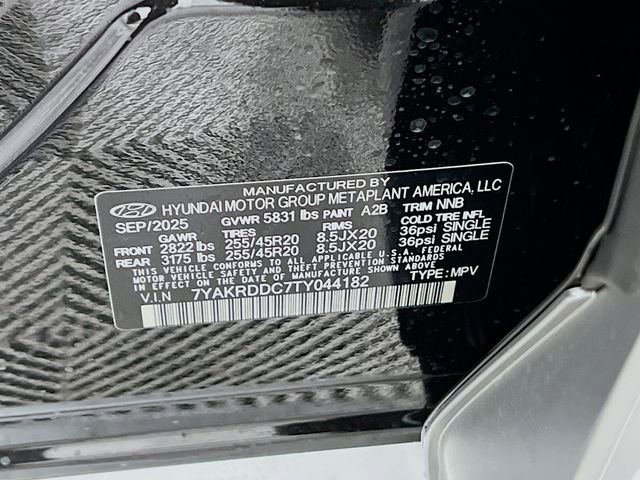 MANUFACTURED BY
HYUNDAI MOTOR GROUP METAPLANT AMERICA, LLC
SEP/2025 GVWR 5831 lbs PAINT A2B TRIM NNB
GAWR TIRES RIMS COLD TIRE INFL
FRONT 2822 lbs 255/45R20 8.5JX20 36psi SINGLE
REAR 3175 lbs 255/45R20 8.5JX20 36psi SINGLE
THIS VEHICLE CONFORMS TO ALL APPLICABLE U.S. FEDERAL
MOTOR VEHICLE SAFETY, BUMPER, AND THEFT PREVENTION
STANDARDS IN EFFECT ON THE DATE OF MANUFACTURE
SHOWN ABOVE.
V.I.N 7YAKRDDC7TY044182 TYPE : MPV